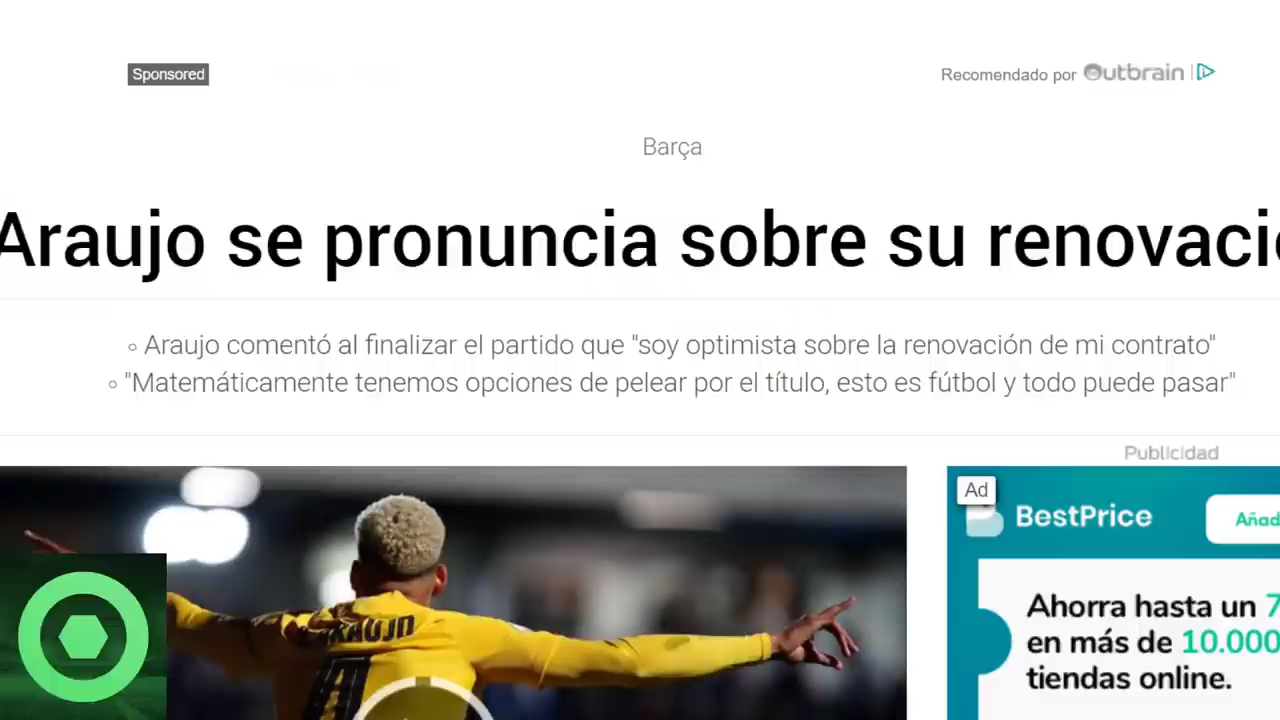 Sponsored
Recomendado por Outbrain
Barça
Araujo se pronuncia sobre su renovació
◦ Araujo comentó al finalizar el partido que "soy optimista sobre la renovación de mi contrato"
◦ "Matemáticamente tenemos opciones de pelear por el título, esto es fútbol y todo puede pasar"
Publicidad
Ad
BestPrice
Añad
Ahorra hasta un 7
en más de 10.000
tiendas online.
ARAUJO